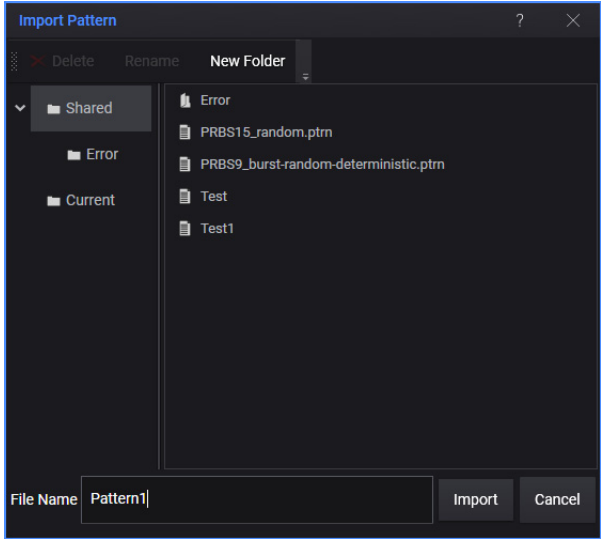 Import Pattern ?
Delete Rename New Folder
Shared
Error
Current
Error
PRBS15_random.ptrn
PRBS9_burst-random-deterministic.ptrn
Test
Test1
File Name Pattern1 Import Cancel